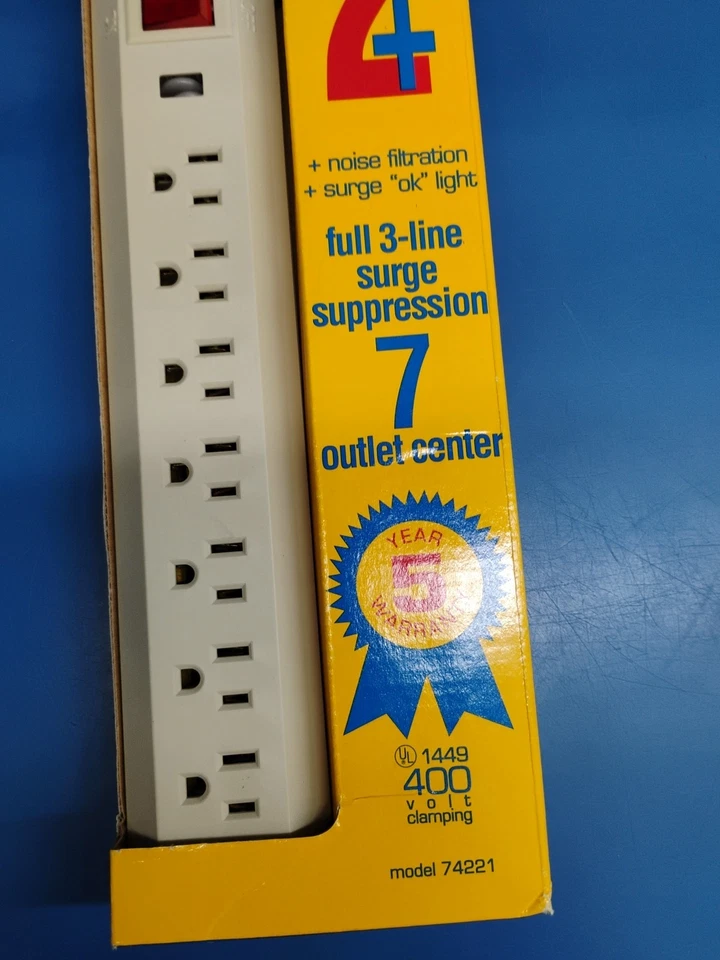 4+
+ noise filtration
+ surge "ok" light
full 3-line
surge
suppression
7
outlet center
YEAR
5
WARRANTY
UL 1449
400
volt
clamping
model 74221